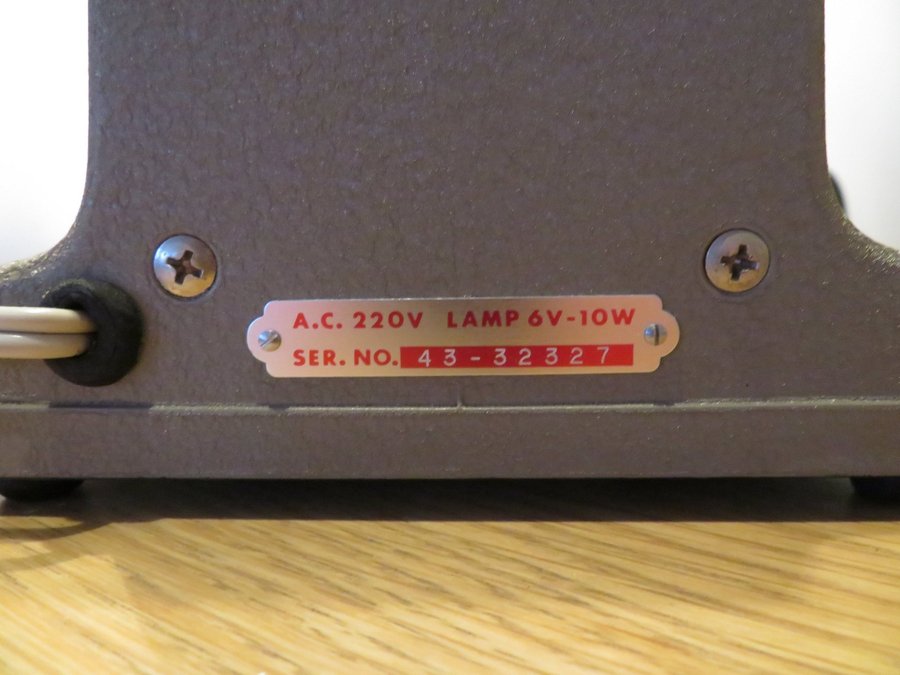 A.C. 220V LAMP 6V-10W
SER. NO. 43-32327